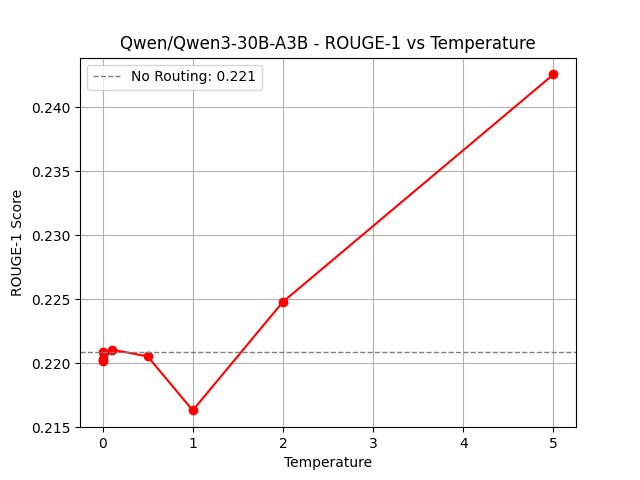 Qwen/Qwen3-30B-A3B - ROUGE-1 vs Temperature
No Routing: 0.221
ROUGE-1 Score
0.240
0.235
0.230
0.225
0.220
0.215
0 1 2 3 4 5
Temperature